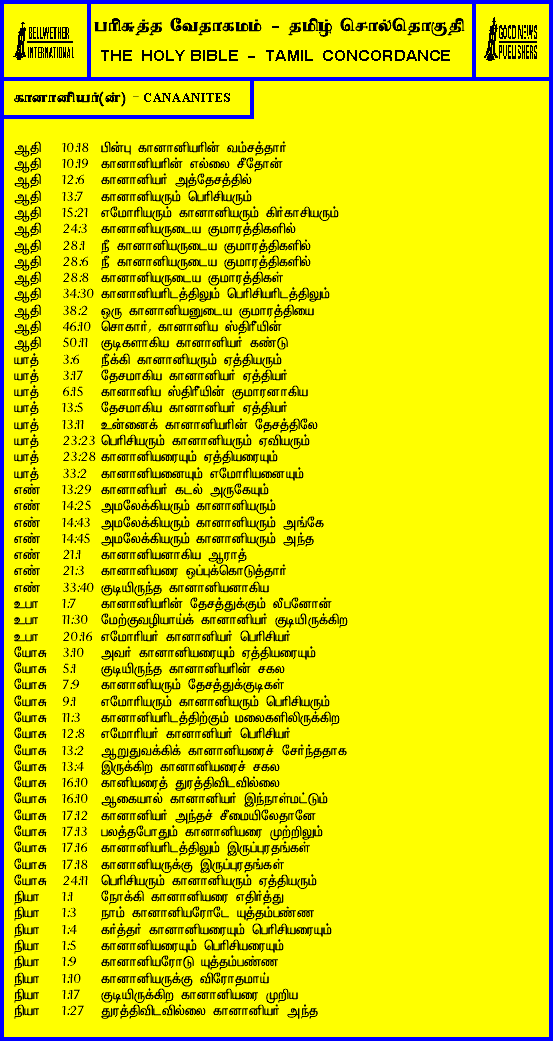 BELLWETHER
INTERNATIONAL
பரிசுத்த வேதாகமம் - தமிழ் சொல்தொகுதி
THE HOLY BIBLE - TAMIL CONCORDANCE
GOOD NEWS
PUBLISHERS
கானானியர்(ன்) - CANAANITES
ஆதி 10:18 பின்பு கானானியரின் வம்சத்தார்
ஆதி 10:19 கானானியரின் எல்லை சீதோன்
ஆதி 12:6 கானானியர் அத்தேசத்தில்
ஆதி 13:7 கானானியரும் பெரிசியரும்
ஆதி 15:21 எமோரியரும் கானானியரும் கிர்காசியரும்
ஆதி 24:3 கானானியருடைய குமாரத்திகளில்
ஆதி 28:1 நீ கானானியருடைய குமாரத்திகளில்
ஆதி 28:6 நீ கானானியருடைய குமாரத்திகளில்
ஆதி 28:8 கானானியருடைய குமாரத்திகள்
ஆதி 34:30 கானானியரிடத்திலும் பெரிசியரிடத்திலும்
ஆதி 38:2 ஒரு கானானியனுடைய குமாரத்தியை
ஆதி 46:10 சொகார், கானானிய ஸ்திரீயின்
ஆதி 50:11 குடிகளாகிய கானானியர் கண்டு
யாத் 3:6 நீக்கி கானானியரும் ஏத்தியரும்
யாத் 3:17 தேசமாகிய கானானியர் ஏத்தியர்
யாத் 6:15 கானானிய ஸ்திரீயின் குமாரனாகிய
யாத் 13:5 தேசமாகிய கானானியர் ஏத்தியர்
யாத் 13:11 உன்னைக் கானானியரின் தேசத்திலே
யாத் 23:23 பெரிசியரும் கானானியரும் ஏவியரும்
யாத் 23:28 கானானியரையும் ஏத்தியரையும்
யாத் 33:2 கானானியனையும் எமோரியனையும்
எண் 13:29 கானானியர் கடல் அருகேயும்
எண் 14:25 அமலேக்கியரும் கானானியரும்
எண் 14:43 அமலேக்கியரும் கானானியரும் அங்கே
எண் 14:45 அமலேக்கியரும் கானானியரும் அந்த
எண் 21:1 கானானியனாகிய ஆராத்
எண் 21:3 கானானியரை ஒப்புக்கொடுத்தார்
எண் 33:40 குடியிருந்த கானானியனாகிய
உபா 1:7 கானானியரின் தேசத்துக்கும் லீபனோன்
உபா 11:30 மேற்குவழியாய்க் கானானியர் குடியிருக்கிற
உபா 20:16 எமோரியர் கானானியர் பெரிசியர்
யோசு 3:10 அவர் கானானியரையும் ஏத்தியரையும்
யோசு 5:1 குடியிருந்த கானானியரின் சகல
யோசு 7:9 கானானியரும் தேசத்துக்குடிகள்
யோசு 9:1 எமோரியரும் கானானியரும் பெரிசியரும்
யோசு 11:3 கானானியரிடத்திற்கும் மலைகளிலிருக்கிற
யோசு 12:8 எமோரியர் கானானியர் பெரிசியர்
யோசு 13:2 ஆறுதுவக்கிக் கானானியரைச் சேர்ந்ததாக
யோசு 13:4 இருக்கிற கானானியரைச் சகல
யோசு 16:10 கானியரைத் துரத்திவிடவில்லை
யோசு 16:10 ஆகையால் கானானியர் இந்நாள்மட்டும்
யோசு 17:12 கானானியர் அந்தச் சீமையிலேதானே
யோசு 17:13 பலத்தபோதும் கானானியரை முற்றிலும்
யோசு 17:16 கானானியரிடத்திலும் இருப்புரதங்கள்
யோசு 17:18 கானானியருக்கு இருப்புரதங்கள்
யோசு 24:11 பெரிசியரும் கானானியரும் ஏத்தியரும்
நியா 1:1 நோக்கி கானானியரை எதிர்த்து
நியா 1:3 நாம் கானானியரோடே யுத்தம்பண்ண
நியா 1:4 கர்த்தர் கானானியரையும் பெரிசியரையும்
நியா 1:5 கானானியரையும் பெரிசியரையும்
நியா 1:9 கானானியரோடு யுத்தம்பண்ண
நியா 1:10 கானானியருக்கு விரோதமாய்
நியா 1:17 குடியிருக்கிற கானானியரை முறிய
நியா 1:27 துரத்திவிடவில்லை கானானியர் அந்த